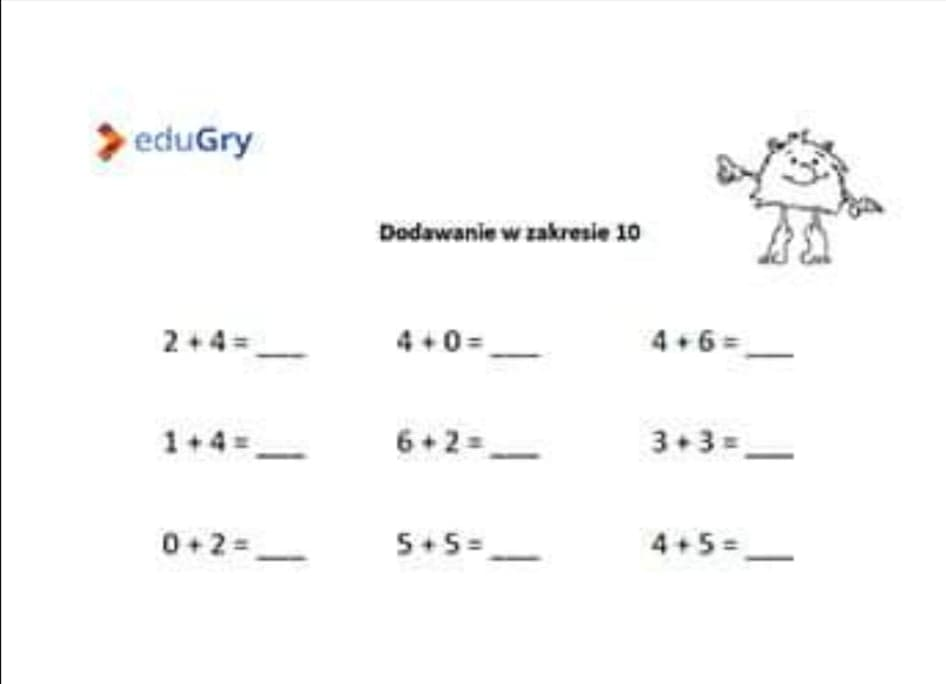 eduGry
Dodawanie w zakresie 10
2 + 4 = ___ 4 + 0 = ___ 4 + 6 = ___
1 + 4 = ___ 6 + 2 = ___ 3 + 3 = ___
0 + 2 = ___ 5 + 5 = ___ 4 + 5 = ___